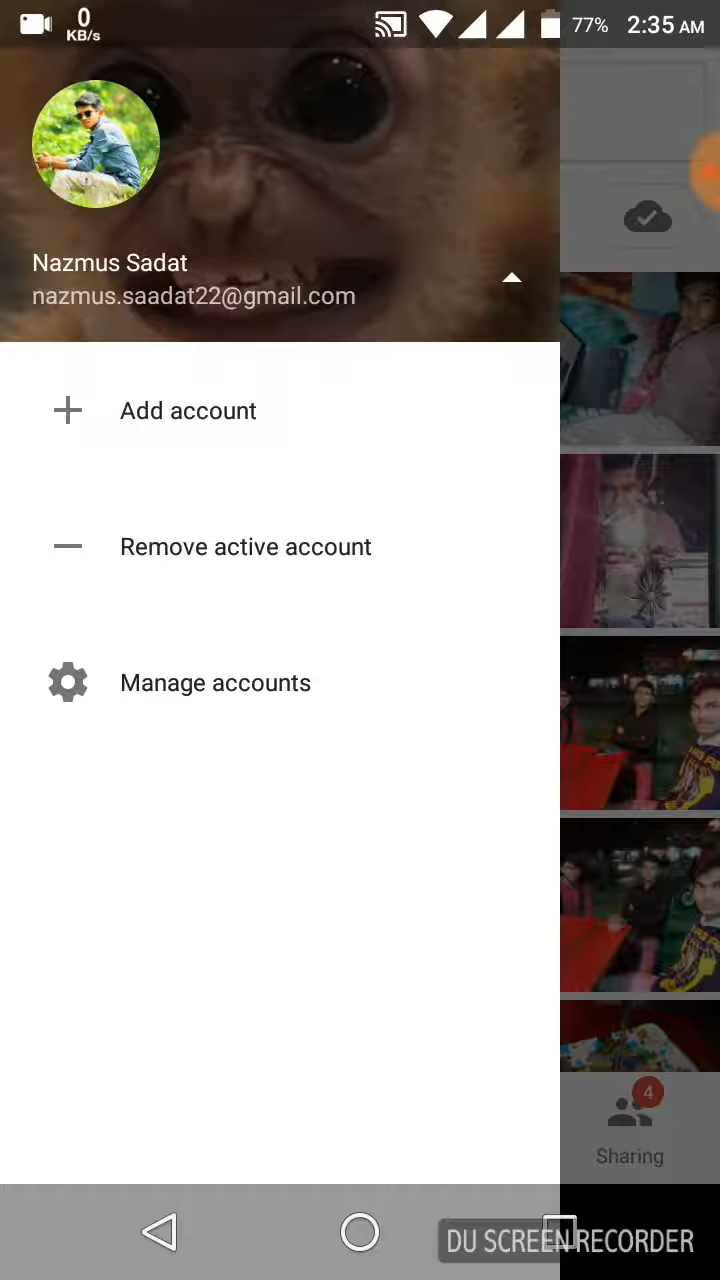 0
KB/s
77%
2:35 AM
Nazmus Sadat
nazmus.saadat22@gmail.com
Add account
Remove active account
Manage accounts
4
Sharing
DU SCREEN RECORDER